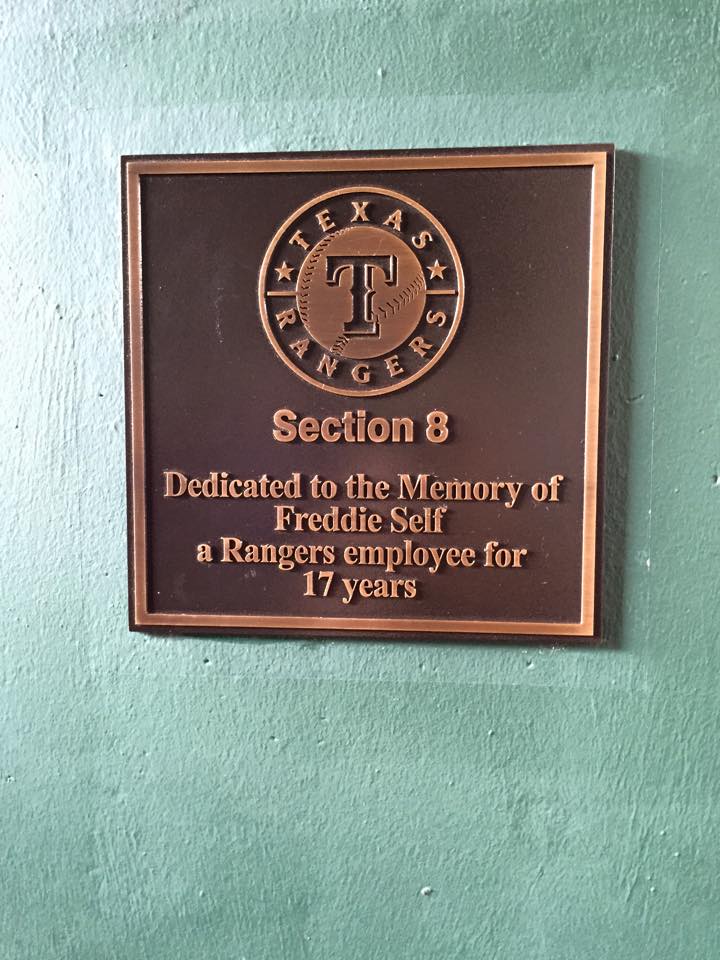 TEXAS
T
RANGERS
Section 8
Dedicated to the Memory of
Freddie Self
a Rangers employee for
17 years